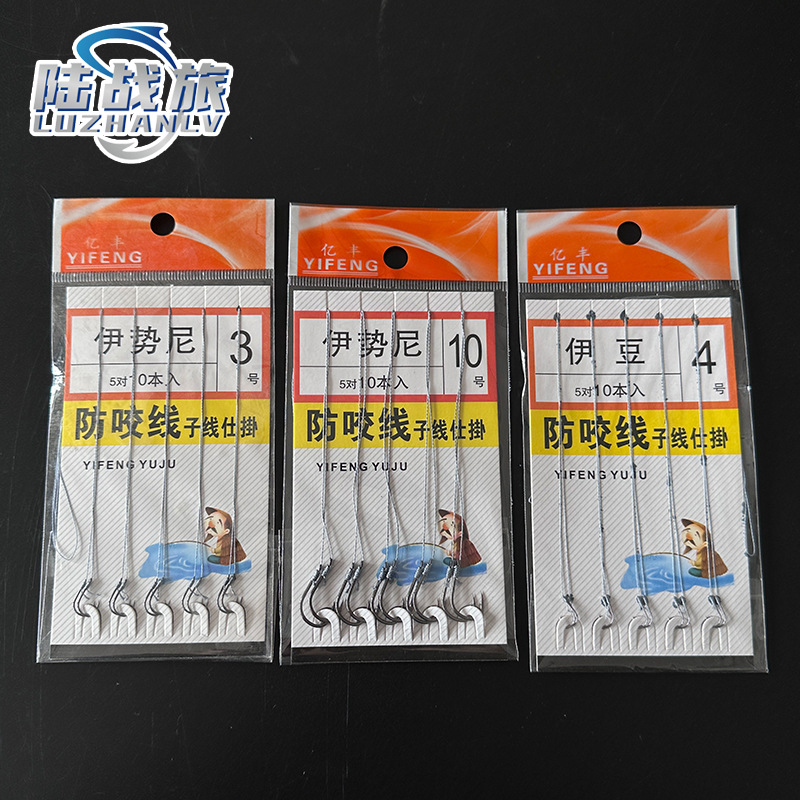 陆战旅
LUZHANLV
亿丰
YIFENG
伊势尼
5对10本入
3号
防咬线子线仕掛
YIFENG YUJU
亿丰
YIFENG
伊势尼
5对10本入
10号
防咬线子线仕掛
YIFENG YUJU
亿丰
YIFENG
伊豆
5对10本入
4号
防咬线子线仕掛
YIFENG YUJU